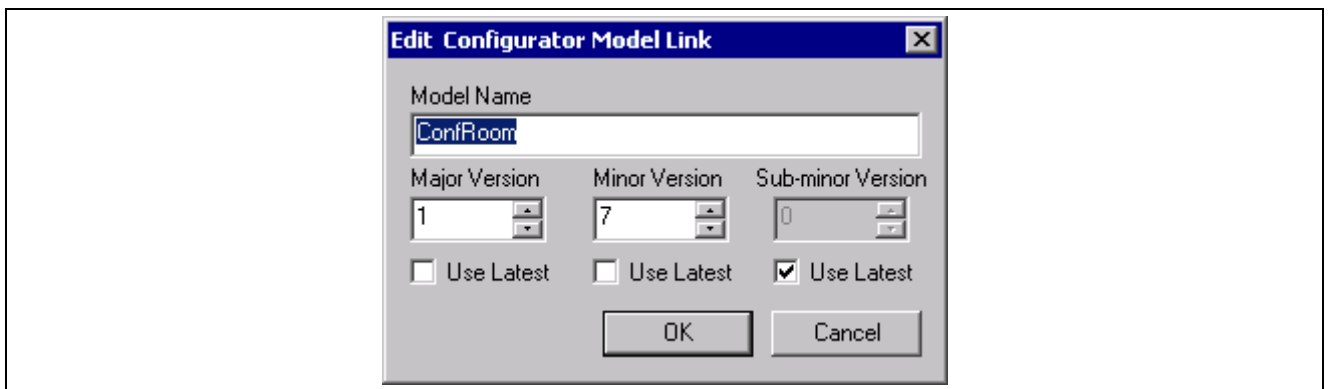 Edit Configurator Model Link
Model Name
ConfRoom
Major Version Minor Version Sub-minor Version
1 7 0
Use Latest Use Latest Use Latest
OK Cancel